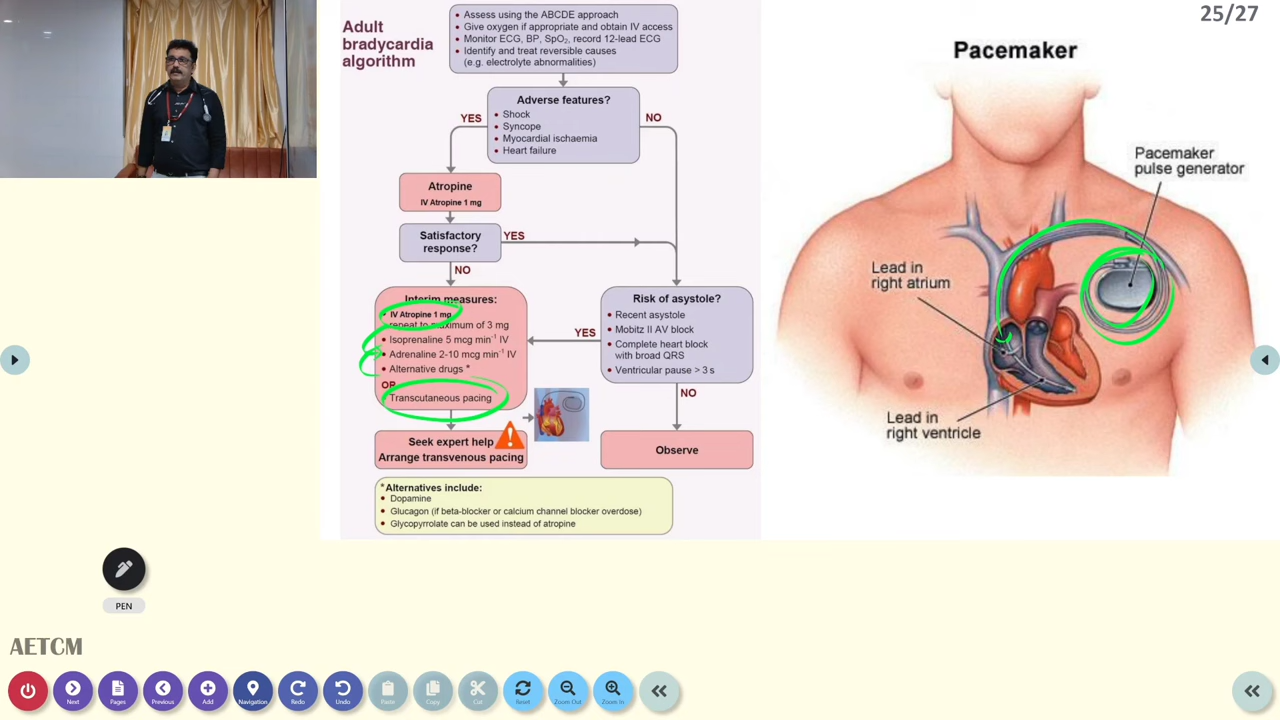 25/27
Adult
bradycardia
algorithm
• Assess using the ABCDE approach
• Give oxygen if appropriate and obtain IV access
• Monitor ECG, BP, SpO₂, record 12-lead ECG
• Identify and treat reversible causes
(e.g. electrolyte abnormalities)
Adverse features?
• Shock
• Syncope
• Myocardial ischaemia
• Heart failure
YES
NO
Atropine
IV Atropine 1 mg
Satisfactory
response?
YES
NO
Interim measures:
• IV Atropine 1 mg
repeat to maximum of 3 mg
• Isoprenaline 5 mcg min⁻¹ IV
• Adrenaline 2-10 mcg min⁻¹ IV
• Alternative drugs *
OR
Transcutaneous pacing
YES
Risk of asystole?
• Recent asystole
• Mobitz II AV block
• Complete heart block
with broad QRS
• Ventricular pause > 3 s
NO
Seek expert help
Arrange transvenous pacing
Observe
*Alternatives include:
• Dopamine
• Glucagon (if beta-blocker or calcium channel blocker overdose)
• Glycopyrrolate can be used instead of atropine
Pacemaker
Pacemaker
pulse generator
Lead in
right atrium
Lead in
right ventricle
PEN
AETCM
Next
Pages
Previous
Add
Navigation
Redo
Undo
Paste
Copy
Cut
Reset
Zoom Out
Zoom In